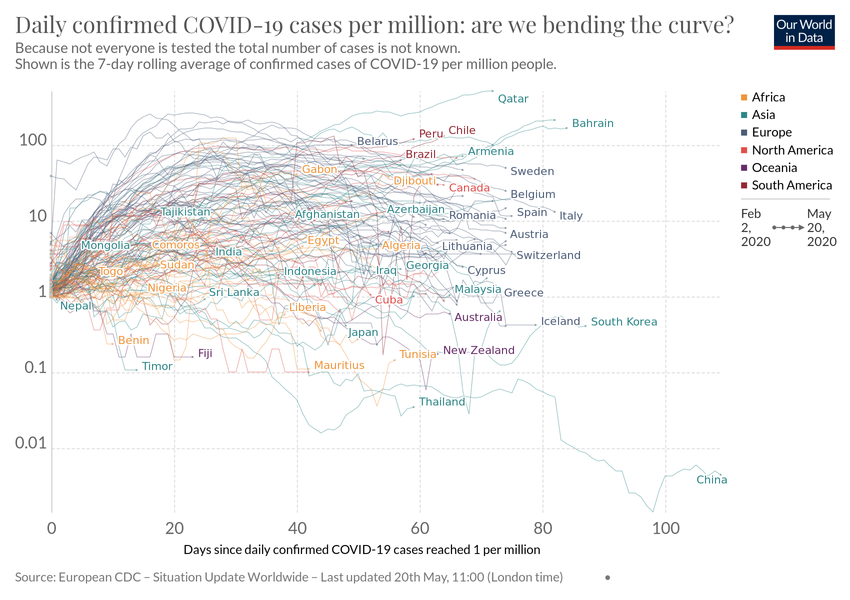 Daily confirmed COVID-19 cases per million: are we bending the curve?
Our World
in Data
Because not everyone is tested the total number of cases is not known.
Shown is the 7-day rolling average of confirmed cases of COVID-19 per million people.
Africa
Asia
Europe
North America
Oceania
South America
Feb
2,
2020
May
20,
2020
100
10
1
0.1
0.01
Qatar
Bahrain
Peru
Chile
Belarus
Brazil
Armenia
Gabon
Sweden
Djibouti
Canada
Belgium
Tajikistan
Afghanistan
Azerbaijan
Romania
Spain
Italy
Austria
Mongolia
Comoros
India
Egypt
Algeria
Lithuania
Switzerland
Togo
Sudan
Indonesia
Iraq
Georgia
Cyprus
Nigeria
Sri Lanka
Malaysia
Greece
Nepal
Liberia
Cuba
Australia
Iceland
South Korea
Benin
Japan
Fiji
Tunisia
New Zealand
Timor
Mauritius
Thailand
China
0
20
40
60
80
100
Days since daily confirmed COVID-19 cases reached 1 per million
Source: European CDC – Situation Update Worldwide – Last updated 20th May, 11:00 (London time)